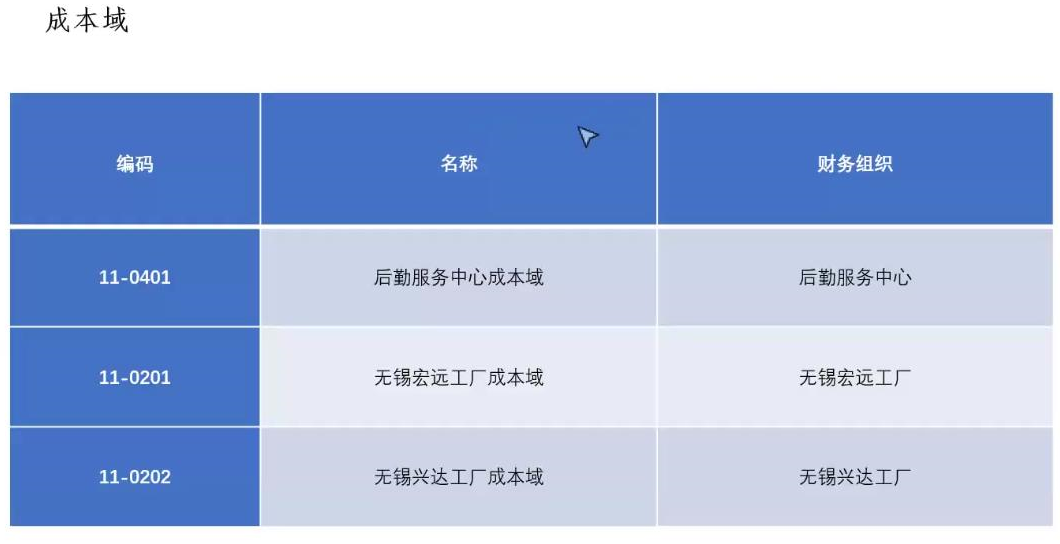 成本域
编码 名称 财务组织
11-0401 后勤服务中心成本域 后勤服务中心
11-0201 无锡宏远工厂成本域 无锡宏远工厂
11-0202 无锡兴达工厂成本域 无锡兴达工厂